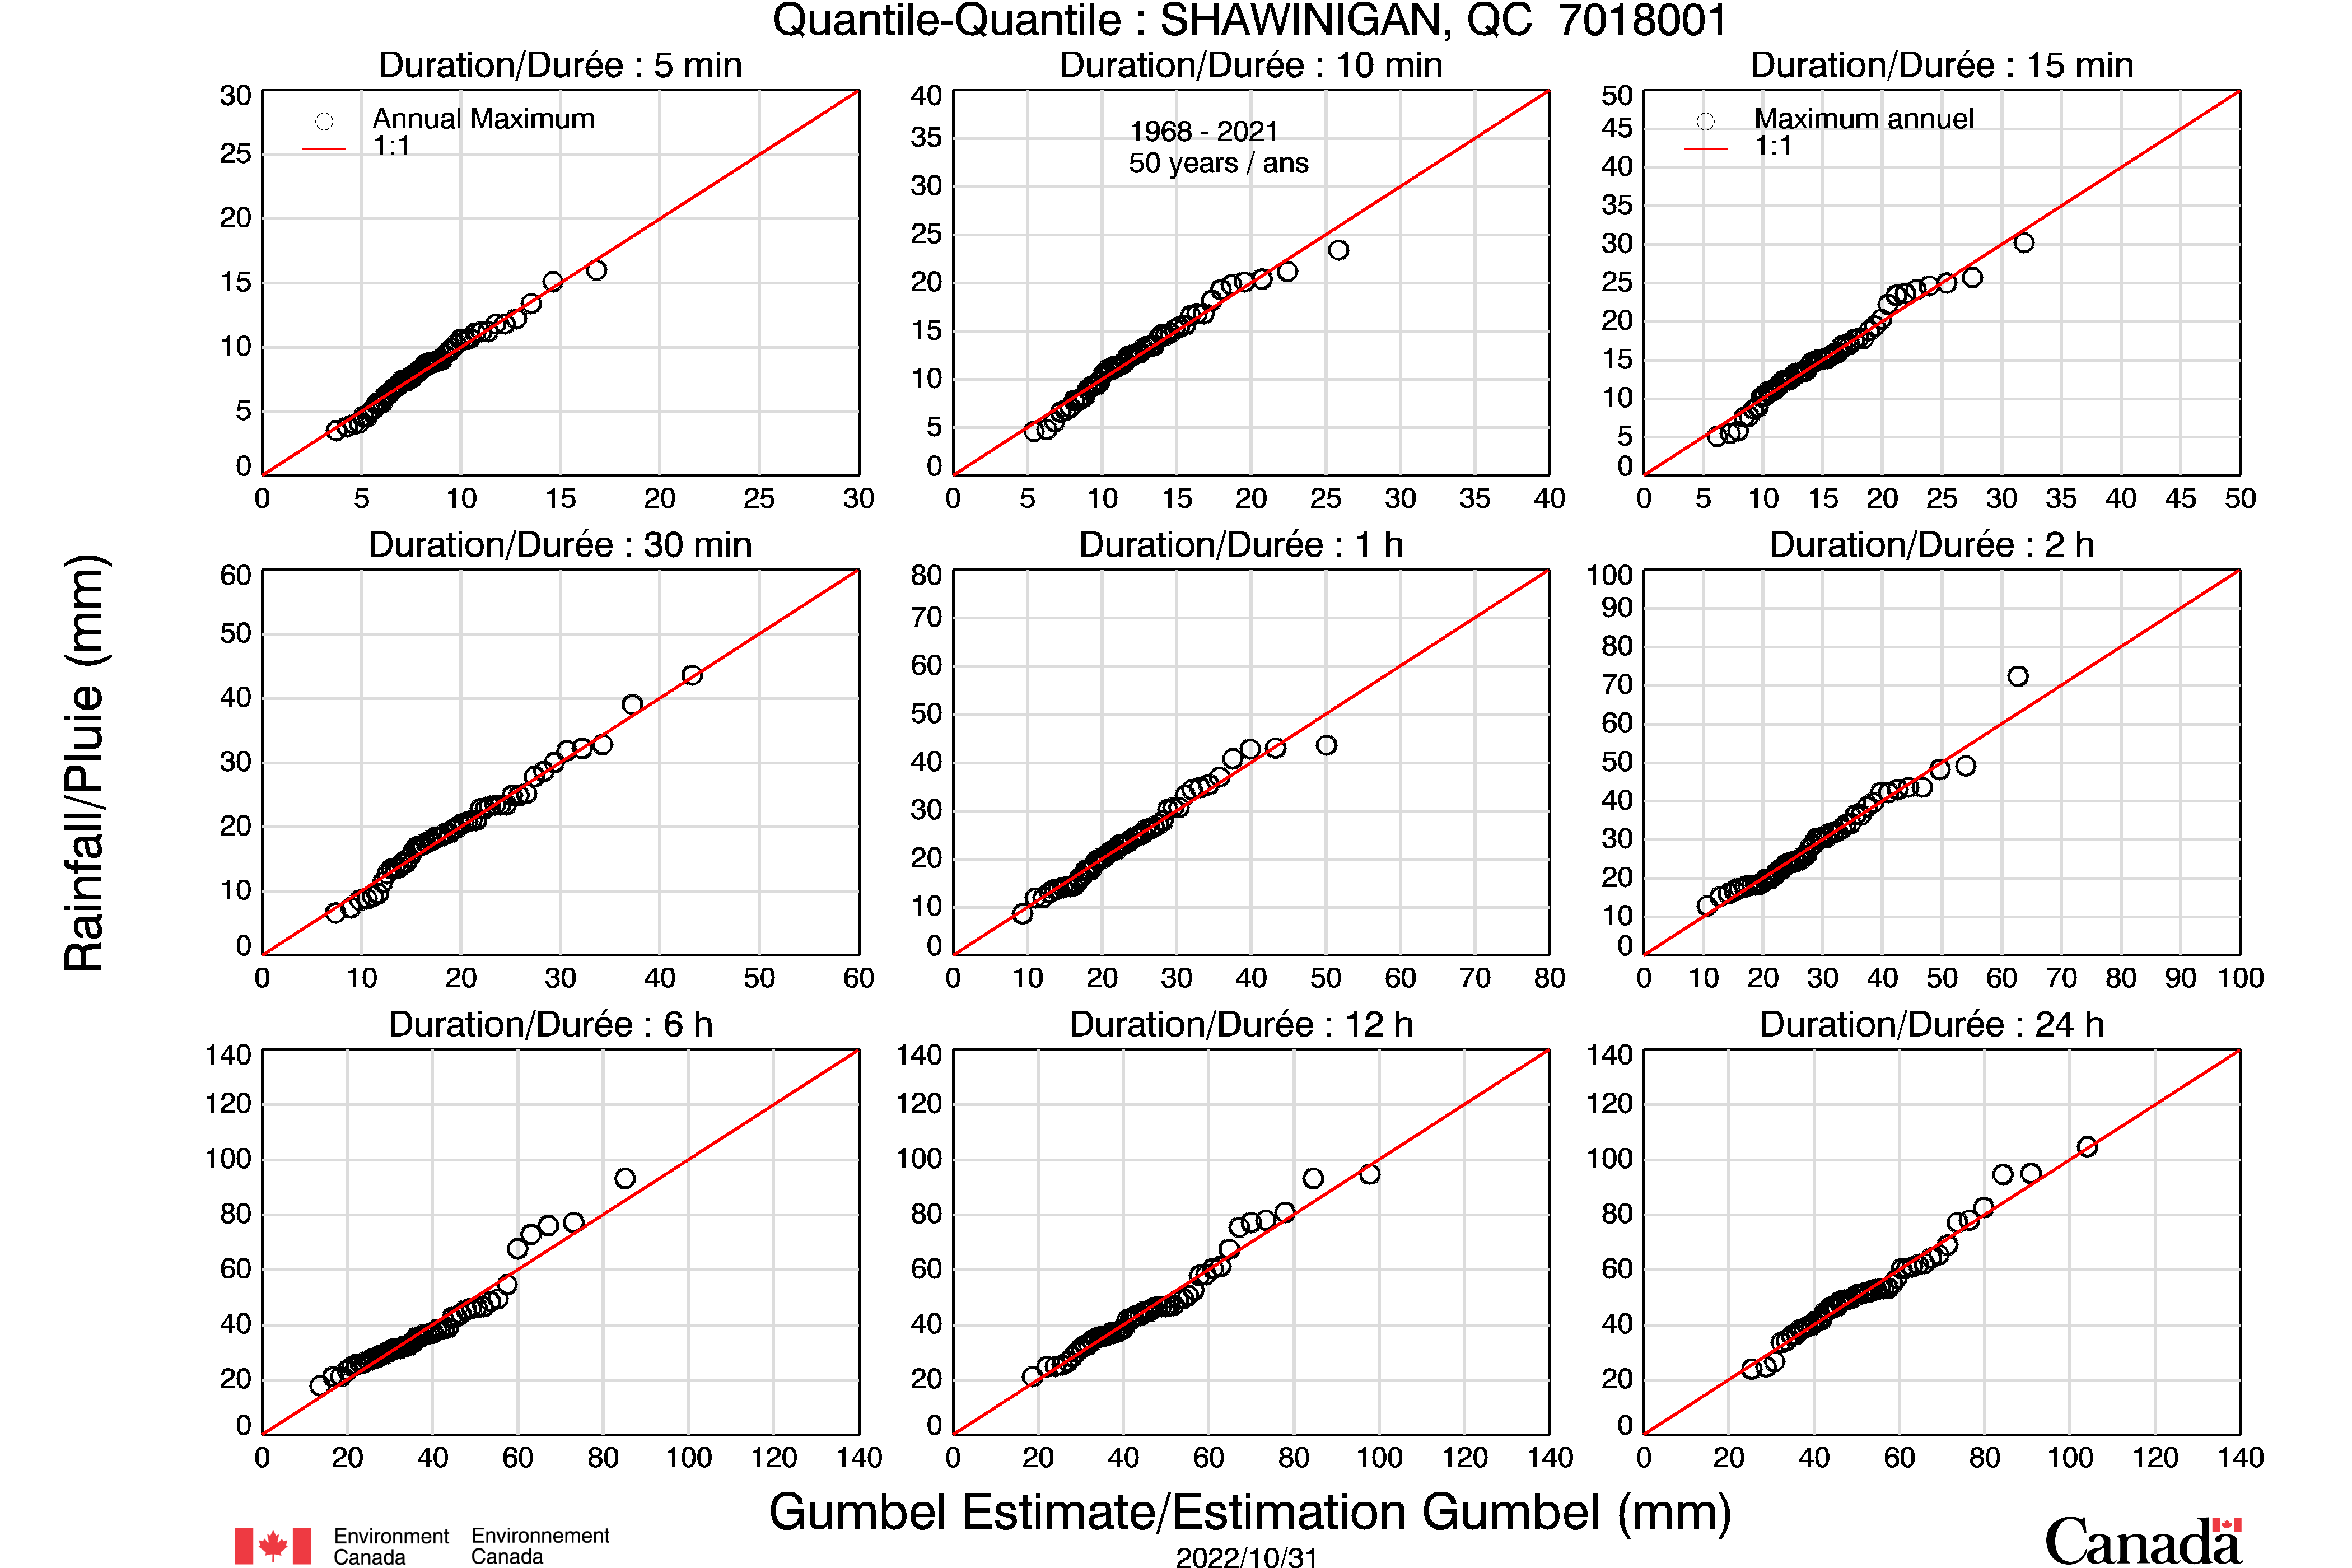 Quantile-Quantile : SHAWINIGAN, QC 7018001
Duration/Durée : 5 min
Duration/Durée : 10 min
Duration/Durée : 15 min
30
25
20
15
10
5
0
0 5 10 15 20 25 30
Annual Maximum
1:1
40
35
30
25
20
15
10
5
0
0 5 10 15 20 25 30 35 40
1968 - 2021
50 years / ans
50
45
40
35
30
25
20
15
10
5
0
0 5 10 15 20 25 30 35 40 45 50
Maximum annuel
1:1
Rainfall/Pluie (mm)
Duration/Durée : 30 min
Duration/Durée : 1 h
Duration/Durée : 2 h
60
50
40
30
20
10
0
0 10 20 30 40 50 60
80
70
60
50
40
30
20
10
0
0 10 20 30 40 50 60 70 80
100
90
80
70
60
50
40
30
20
10
0
0 10 20 30 40 50 60 70 80 90 100
Duration/Durée : 6 h
Duration/Durée : 12 h
Duration/Durée : 24 h
140
120
100
80
60
40
20
0
0 20 40 60 80 100 120 140
140
120
100
80
60
40
20
0
0 20 40 60 80 100 120 140
140
120
100
80
60
40
20
0
0 20 40 60 80 100 120 140
Gumbel Estimate/Estimation Gumbel (mm)
Environment
Canada
Environnement
Canada
2022/10/31
Canada